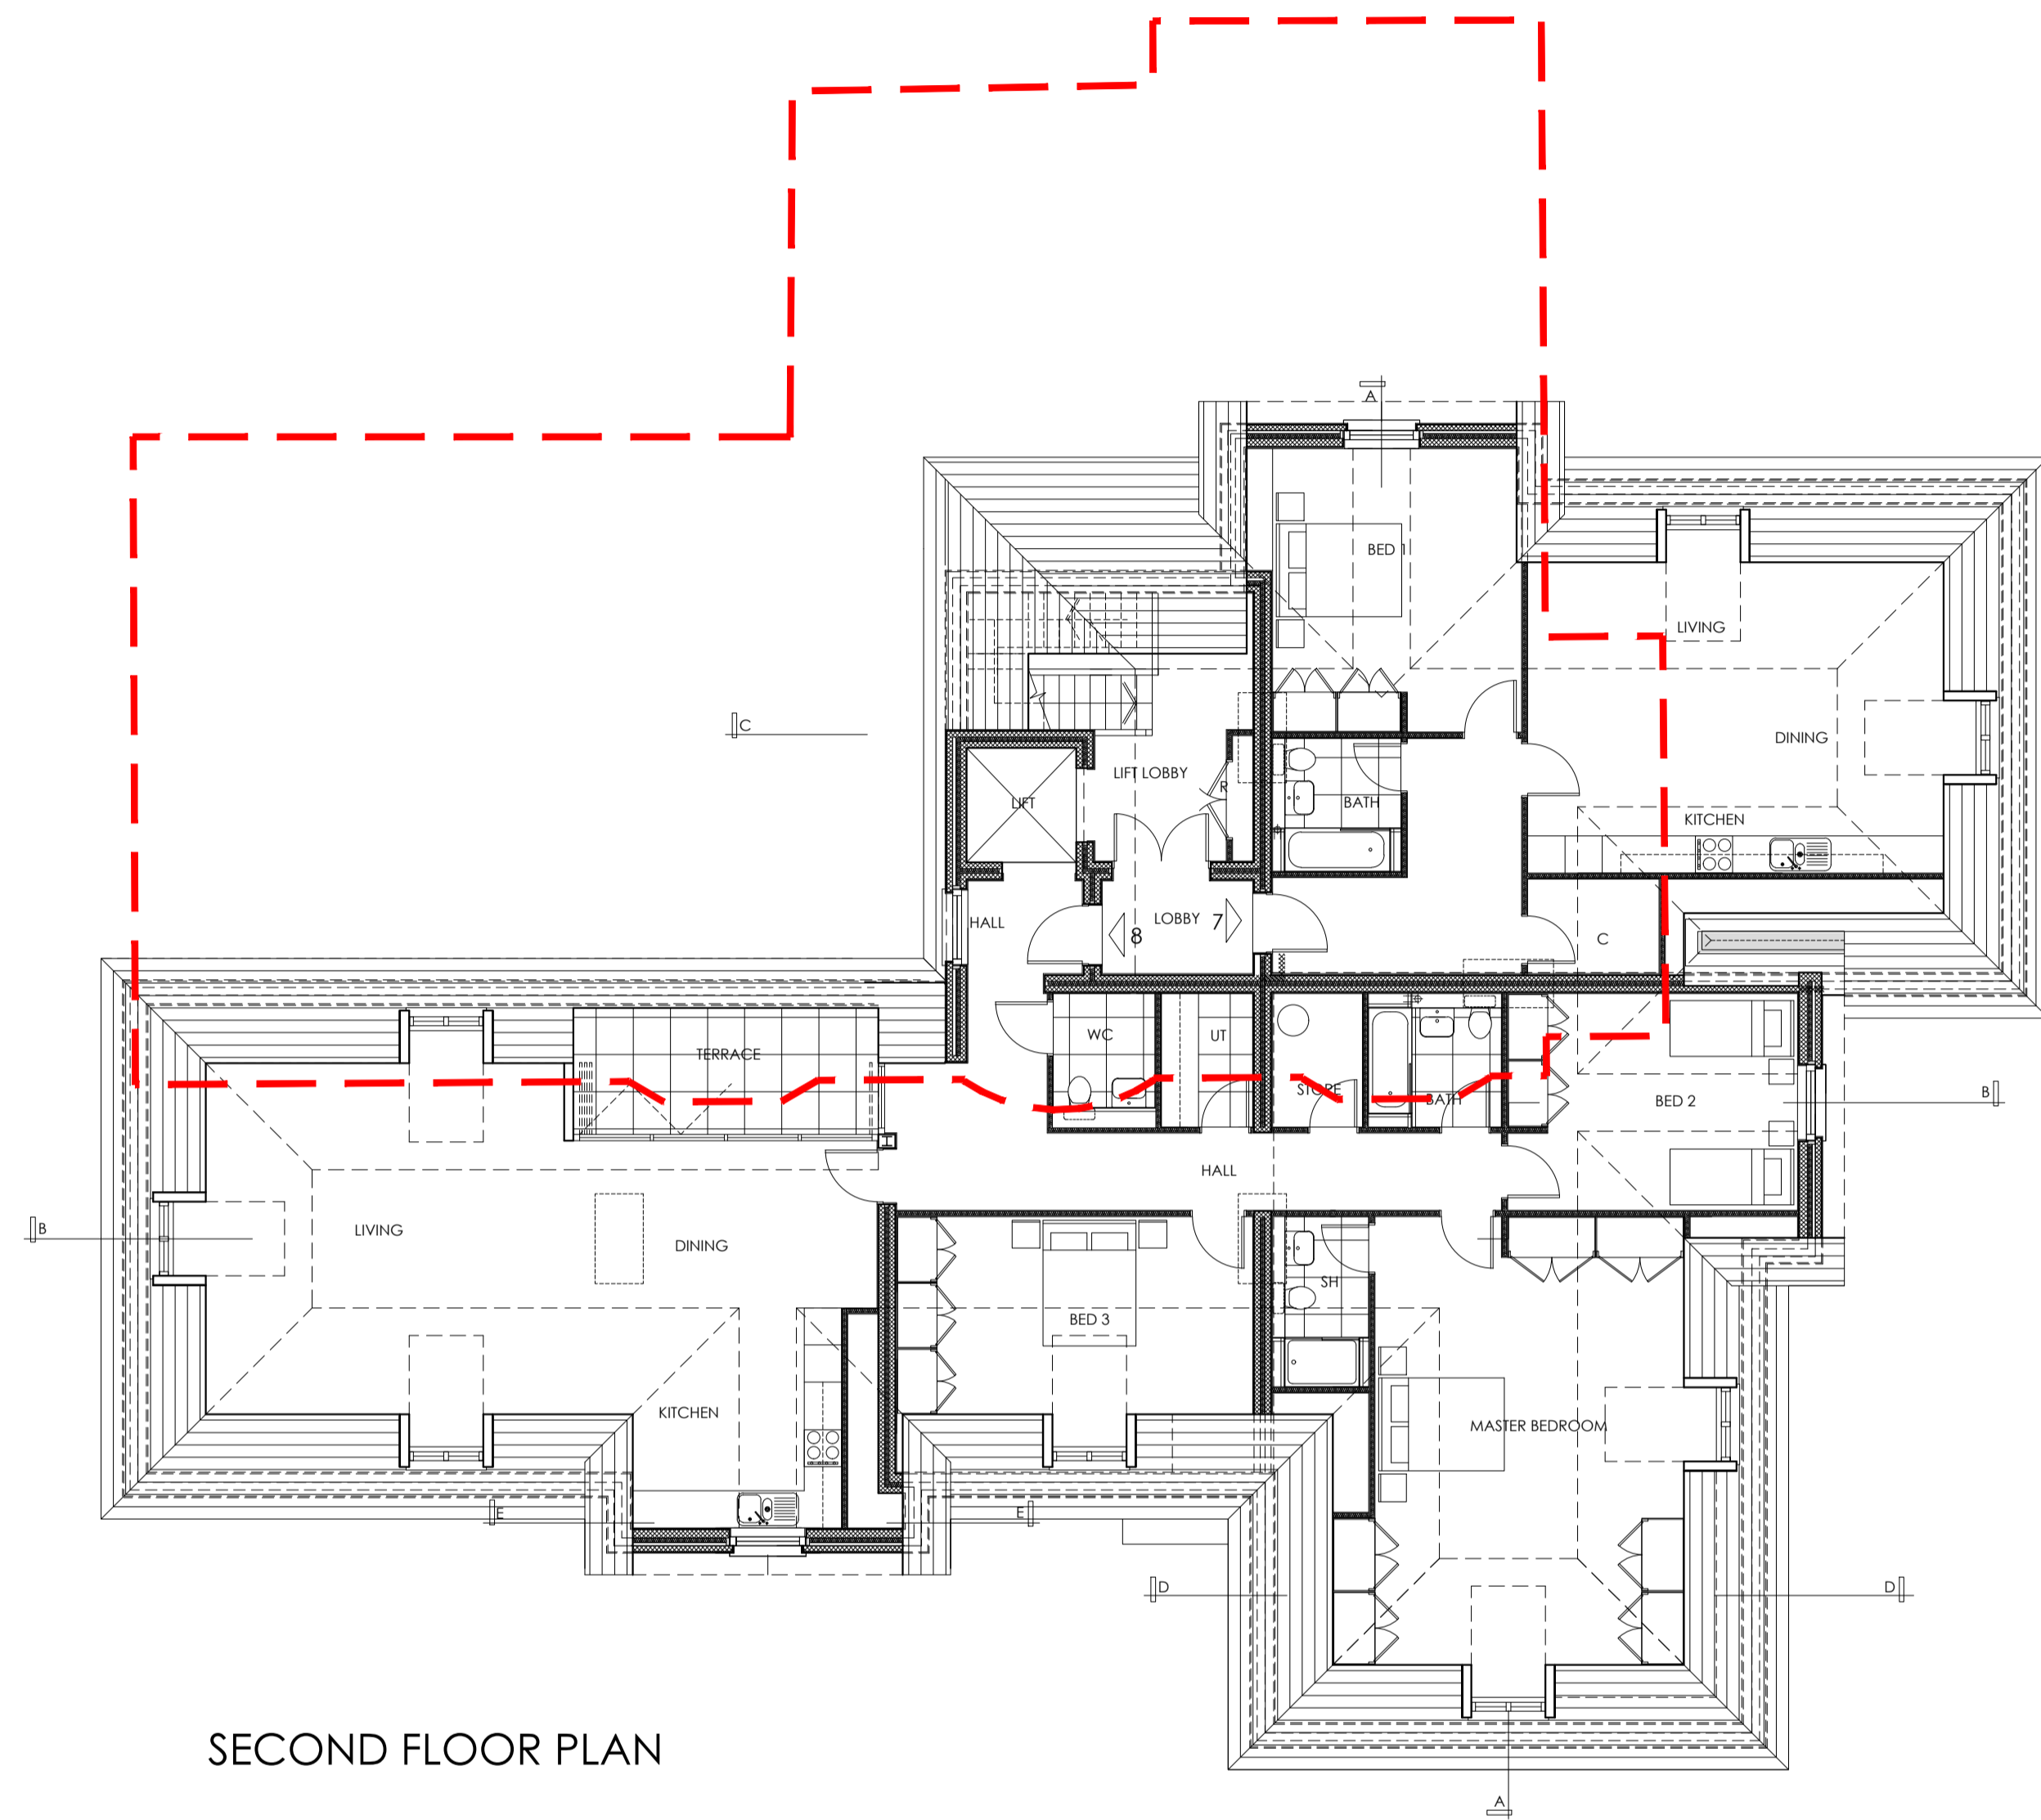 A
BED 1
LIVING
C
DINING
LIFT LOBBY
R
LIFT
BATH
KITCHEN
HALL
LOBBY
7
8
C
WC
UT
TERRACE
STORE
BATH
BED 2
B
HALL
B
LIVING
DINING
SH
BED 3
KITCHEN
MASTER BEDROOM
E
E
D
D
SECOND FLOOR PLAN
A